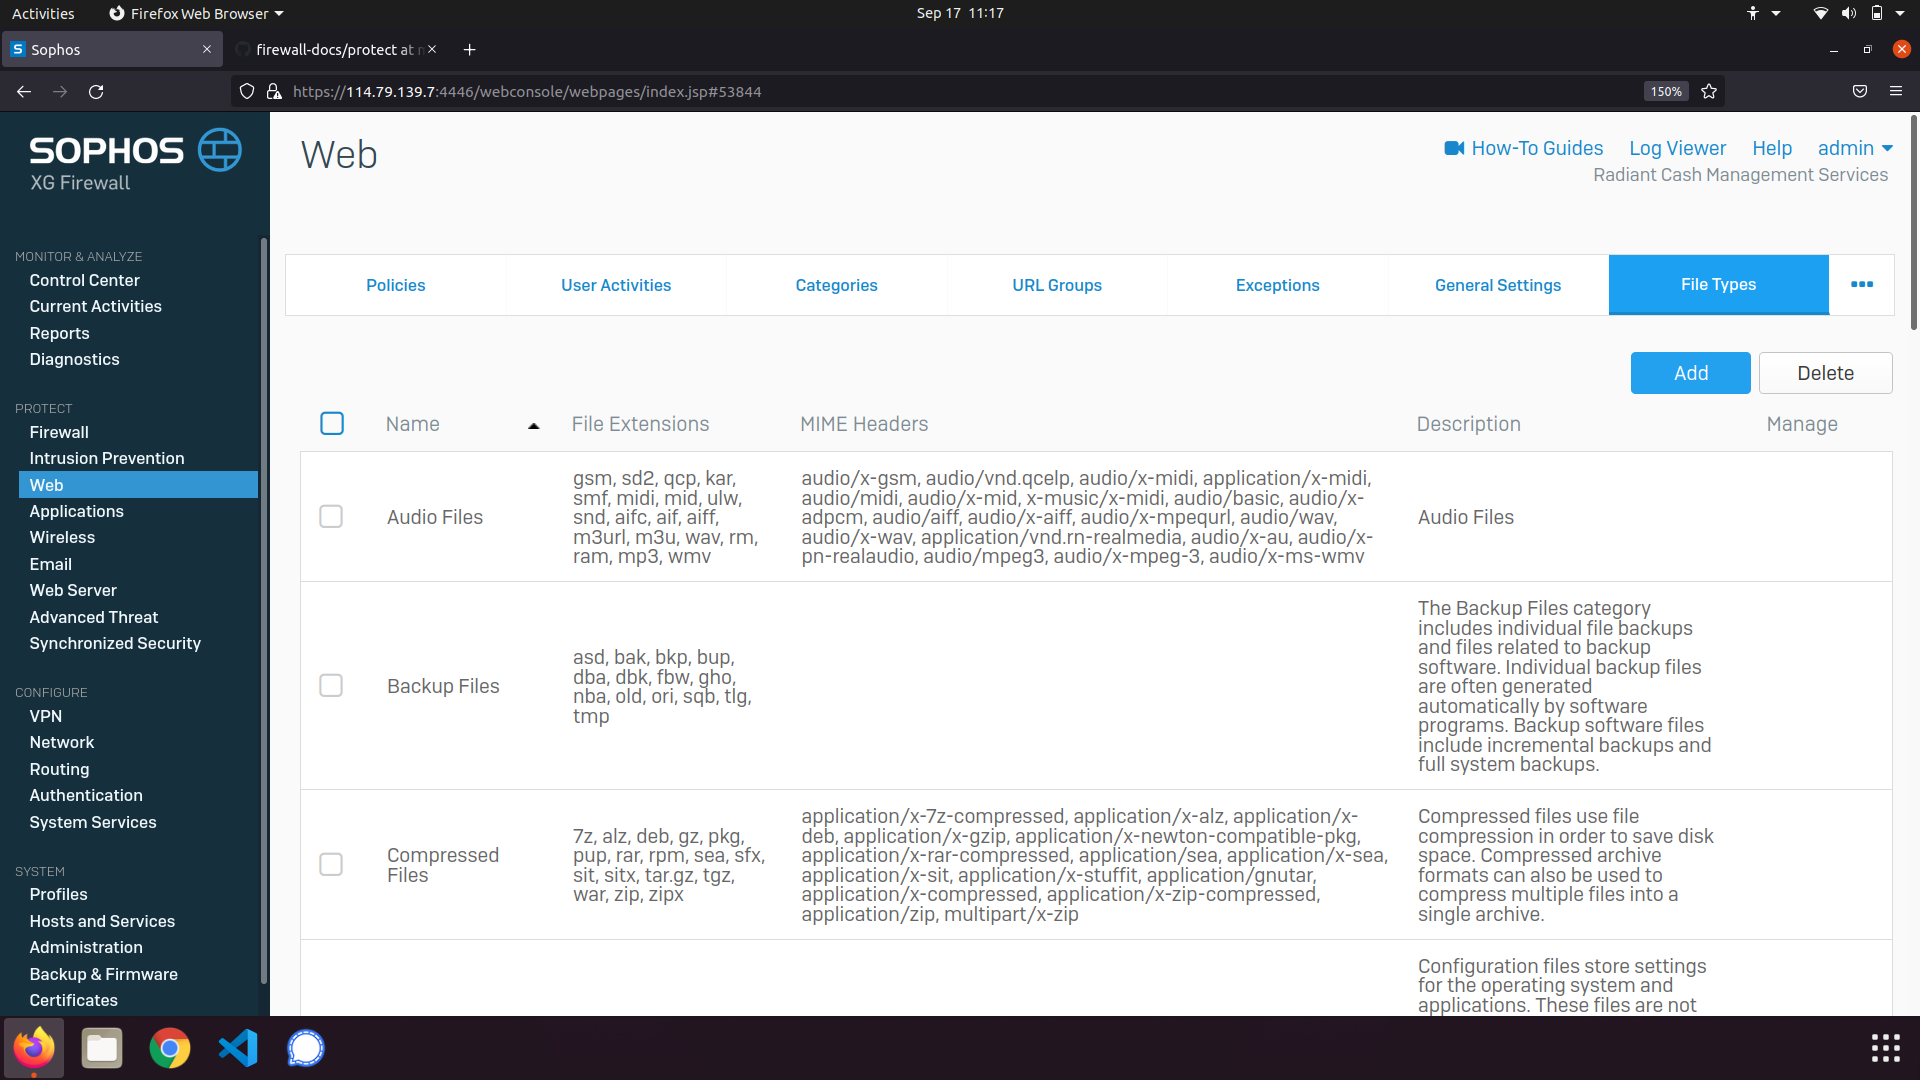 Activities
Firefox Web Browser
Sep 17 11:17
Sophos
firewall-docs/protect at
https://114.79.139.7:4446/webconsole/webpages/index.jsp#53844
150%
SOPHOS
XG Firewall
MONITOR & ANALYZE
Control Center
Current Activities
Reports
Diagnostics
PROTECT
Firewall
Intrusion Prevention
Web
Applications
Wireless
Email
Web Server
Advanced Threat
Synchronized Security
CONFIGURE
VPN
Network
Routing
Authentication
System Services
SYSTEM
Profiles
Hosts and Services
Administration
Backup & Firmware
Certificates
Web
How-To Guides
Log Viewer
Help
admin
Radiant Cash Management Services
Policies
User Activities
Categories
URL Groups
Exceptions
General Settings
File Types
Add
Delete
Name
File Extensions
MIME Headers
Description
Manage
Audio Files
gsm, sd2, qcp, kar,
smf, midi, mid, ulw,
snd, aifc, aif, aiff,
m3url, m3u, wav, rm,
ram, mp3, wmv
audio/x-gsm, audio/vnd.qcelp, audio/x-midi, application/x-midi,
audio/midi, audio/x-mid, x-music/x-midi, audio/basic, audio/x-
adpcm, audio/aiff, audio/x-aiff, audio/x-mpequrl, audio/wav,
audio/x-wav, application/vnd.rn-realmedia, audio/x-au, audio/x-
pn-realaudio, audio/mpeg3, audio/x-mpeg-3, audio/x-ms-wmv
Audio Files
Backup Files
asd, bak, bkp, bup,
dba, dbk, fbw, gho,
nba, old, ori, sqb, tlg,
tmp
The Backup Files category
includes individual file backups
and files related to backup
software. Individual backup files
are often generated
automatically by software
programs. Backup software files
include incremental backups and
full system backups.
Compressed
Files
7z, alz, deb, gz, pkg,
pup, rar, rpm, sea, sfx,
sit, sitx, tar.gz, tgz,
war, zip, zipx
application/x-7z-compressed, application/x-alz, application/x-
deb, application/x-gzip, application/x-newton-compatible-pkg,
application/x-rar-compressed, application/sea, application/x-sea,
application/x-sit, application/x-stuffit, application/gnutar,
application/x-compressed, application/x-zip-compressed,
application/zip, multipart/x-zip
Compressed files use file
compression in order to save disk
space. Compressed archive
formats can also be used to
compress multiple files into a
single archive.
Configuration files store settings
for the operating system and
applications. These files are not